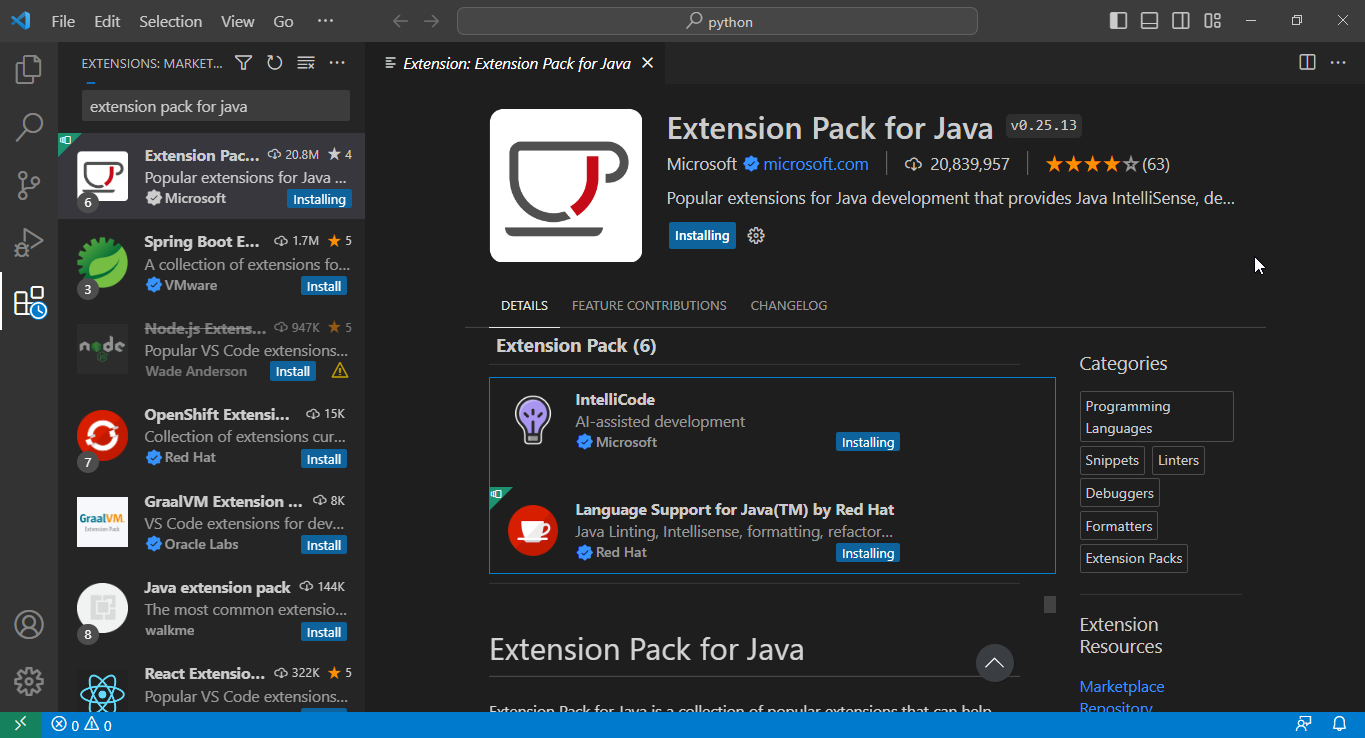 File Edit Selection View Go ···
python
EXTENSIONS: MARKET...
extension pack for java
Extension Pac... 20.8M 4
Popular extensions for Java ...
6
Microsoft Installing
Spring Boot E... 1.7M 5
A collection of extensions fo...
3
VMware Install
Node.js Extens... 947K 5
node
Popular VS Code extensions...
Wade Anderson Install
OpenShift Extensi... 15K
Collection of extensions cur...
7
Red Hat Install
GraalVM Extension ... 8K
GraalVM.
Extension Pack
VS Code extensions for dev...
Oracle Labs Install
Java extension pack 144K
The most common extensio...
8
walkme Install
React Extensio... 322K 5
Popular VS Code extensions...
Extension: Extension Pack for Java
Extension Pack for Java v0.25.13
Microsoft microsoft.com 20,839,957 (63)
Popular extensions for Java development that provides Java IntelliSense, de...
Installing
DETAILS FEATURE CONTRIBUTIONS CHANGELOG
Extension Pack (6)
IntelliCode
AI-assisted development
Microsoft Installing
Language Support for Java(TM) by Red Hat
Java Linting, Intellisense, formatting, refactor...
Red Hat Installing
Extension Pack for Java
Extension Pack for Java is a collection of popular extensions that can help
Categories
Programming
Languages
Snippets Linters
Debuggers
Formatters
Extension Packs
Extension
Resources
Marketplace
Repository
0 0